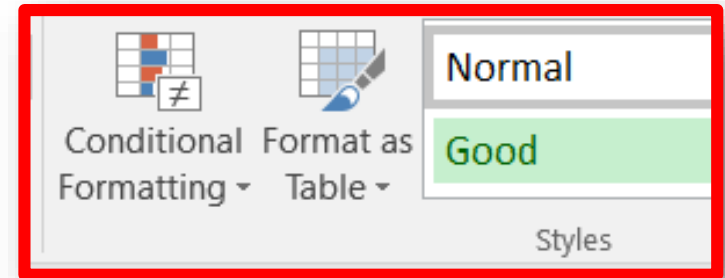 Conditional Formatting
Format as Table
Normal
Good
Styles